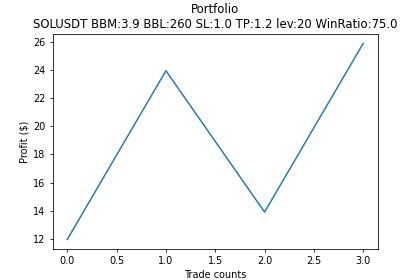 Portfolio
SOLUSDT BBM:3.9 BBL:260 SL:1.0 TP:1.2 lev:20 WinRatio:75.0
26
24
22
20
18
16
14
12
Profit ($)
0.0 0.5 1.0 1.5 2.0 2.5 3.0
Trade counts